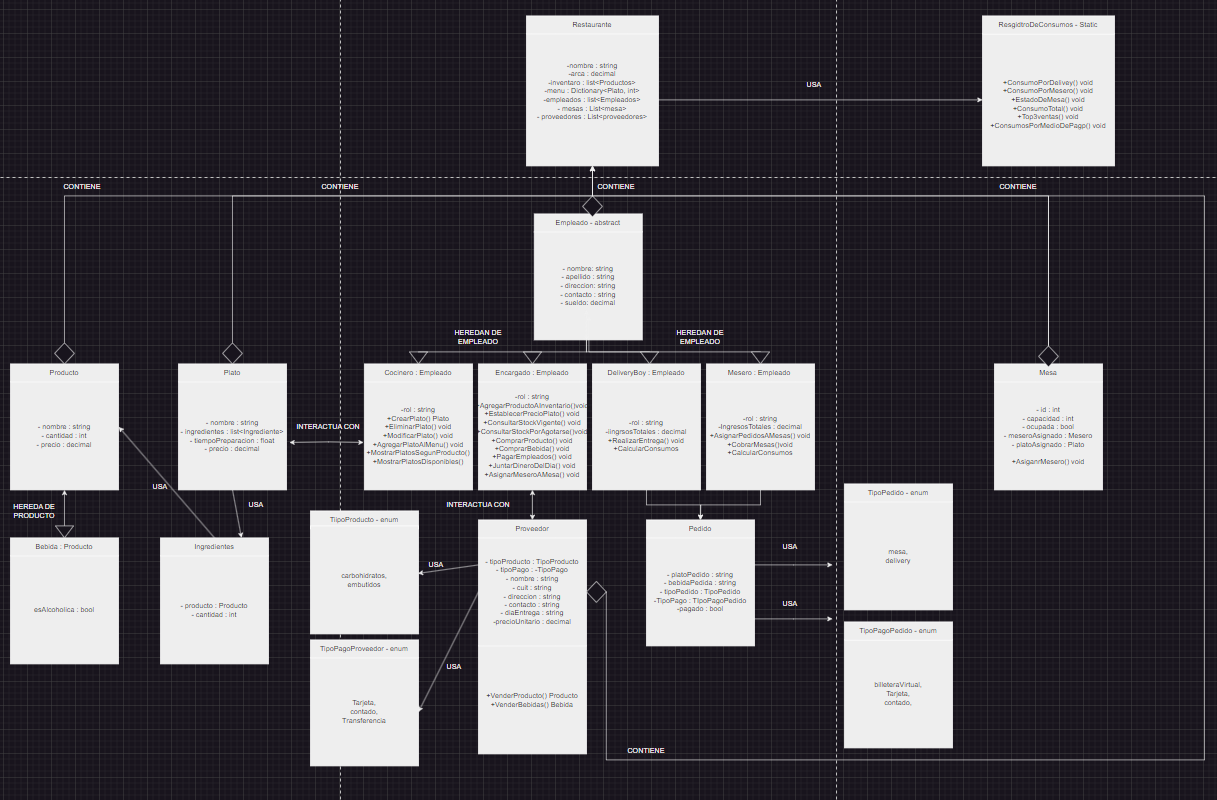 Restaurante
-nombre : string
-arca : decimal
-inventaro : list<Productos>
-menu : Dictionary<Plato, int>
-empleados : list<Empleados>
- mesas : List<mesa>
- proveedores : List<proveedores>
USA
ResgidtroDeConsumos - Static
+ConsumoPorDelivey() void
+ConsumoPorMesero() void
+EstadoDeMesa() void
+ConsumoTotal() void
+Top3ventas() void
+ConsumosPorMedioDePagp() void
CONTIENE
CONTIENE
CONTIENE
CONTIENE
Empleado - abstract
- nombre: string
- apellido : string
- direccion: string
- contacto : string
- sueldo: decimal
HEREDAN DE
EMPLEADO
HEREDAN DE
EMPLEADO
Producto
- nombre : string
- cantidad : int
- precio : decimal
Plato
- nombre : string
- ingredientes : list<Ingrediente>
- tiempoPreparacion : float
- precio : decimal
INTERACTUA CON
Cocinero : Empleado
-rol : string
+CrearPlato() Plato
+EliminarPlato() void
+ModificarPlato() void
+AgregarPlatoAlMenu() void
+MostrarPlatosSegunProducto()
+MostrarPlatosDisponibles()
Encargado : Empleado
-rol : string
+AgregarProductoAInventario()void
+EstablecerPrecioPlato() void
+ConsultarStockVigente() void
+ConsultarStockPorAgotarse()void
+ComprarProducto() void
+ComprarBebida() void
+PagarEmpleados() void
+JuntarDineroDelDia() void
+AsignarMeseroAMesa() void
DeliveryBoy : Empleado
-rol : string
-IingrsosTotales : decimal
+RealizarEntrega() void
+CalcularConsumos
Mesero : Empleado
-rol : string
-IngresosTotales : decimal
+AsignarPedidosAMesas() void
+CobrarMesas()void
+CalcularConsumos
Mesa
- id : int
- capacidad : int
- ocupada : bool
- meseroAsignado : Mesero
- platoAsignado : Plato
+AsiganrMesero() void
HEREDA DE
PRODUCTO
USA
USA
INTERACTUA CON
Bebida : Producto
esAlcoholica : bool
Ingredientes
- producto : Producto
- cantidad : int
TiipoProducto - enum
carbohidratos,
embutidos
USA
Proveedor
- tipoProducto : TipoProducto
- tipoPago : -TipoPago
- nombre : string
- cuit : string
- direccion : string
- contacto : string
- diaEntrega : string
-precioUnitario : decimal
+VenderProducto() Producto
+VenderBebidas() Bebida
Pedido
- platoPedido : string
- bebidaPedida : string
- tipoPedido : TipoPedido
-TipoPago : TIpoPagoPedido
-pagado : bool
USA
USA
TipoPedido - enum
mesa,
delivery
TipoPagoProveedor - enum
Tarjeta,
contado,
Transferencia
USA
TipoPagoPedido - enum
billeteraVirtual,
Tarjeta,
contado,
CONTIENE